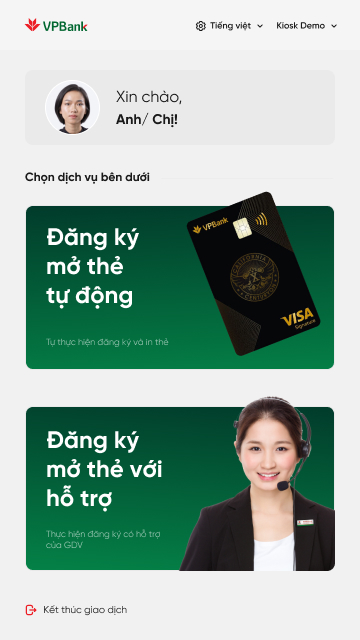 VPBank
Tiếng việt
Kiosk Demo
Xin chào,
Anh/ Chị!
Chọn dịch vụ bên dưới
Đăng ký
mở thẻ
tự động
Tự thực hiện đăng ký và in thẻ
VPBank
VISA
Signature
Đăng ký
mở thẻ với
hỗ trợ
Thực hiện đăng ký có hỗ trợ
của GDV
Kết thúc giao dịch